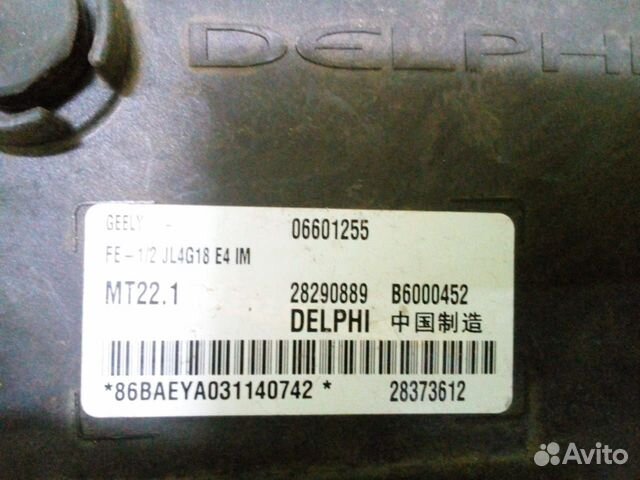 DELPHI
GEELY - 06601255
FE - 1/2 JL4G18 E4 IM
MT22.1 28290889 B6000452
DELPHI 中国制造
*86BAEYA031140742 * 28373612
Avito